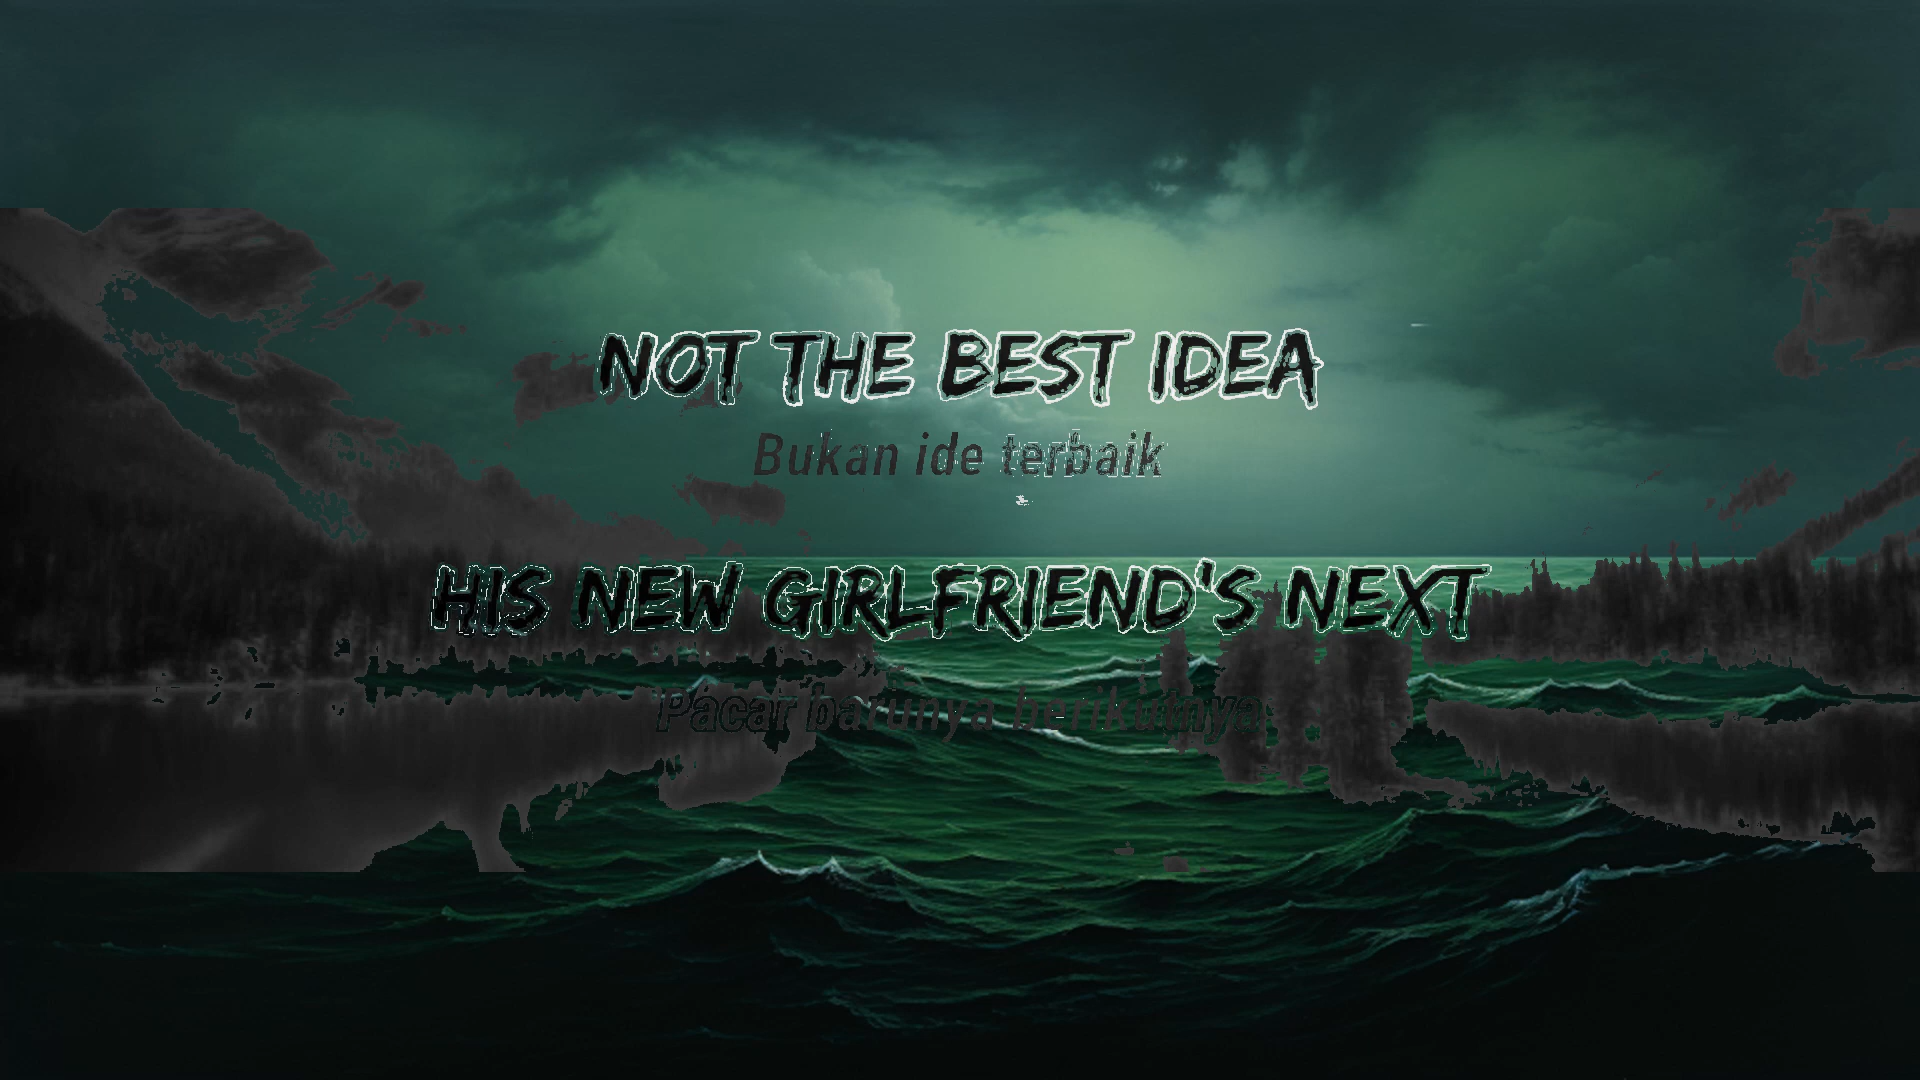 NOT THE BEST IDEA
Bukan ide terbaik
HIS NEW GIRLFRIEND'S NEXT
Pacar barunya berikutnya